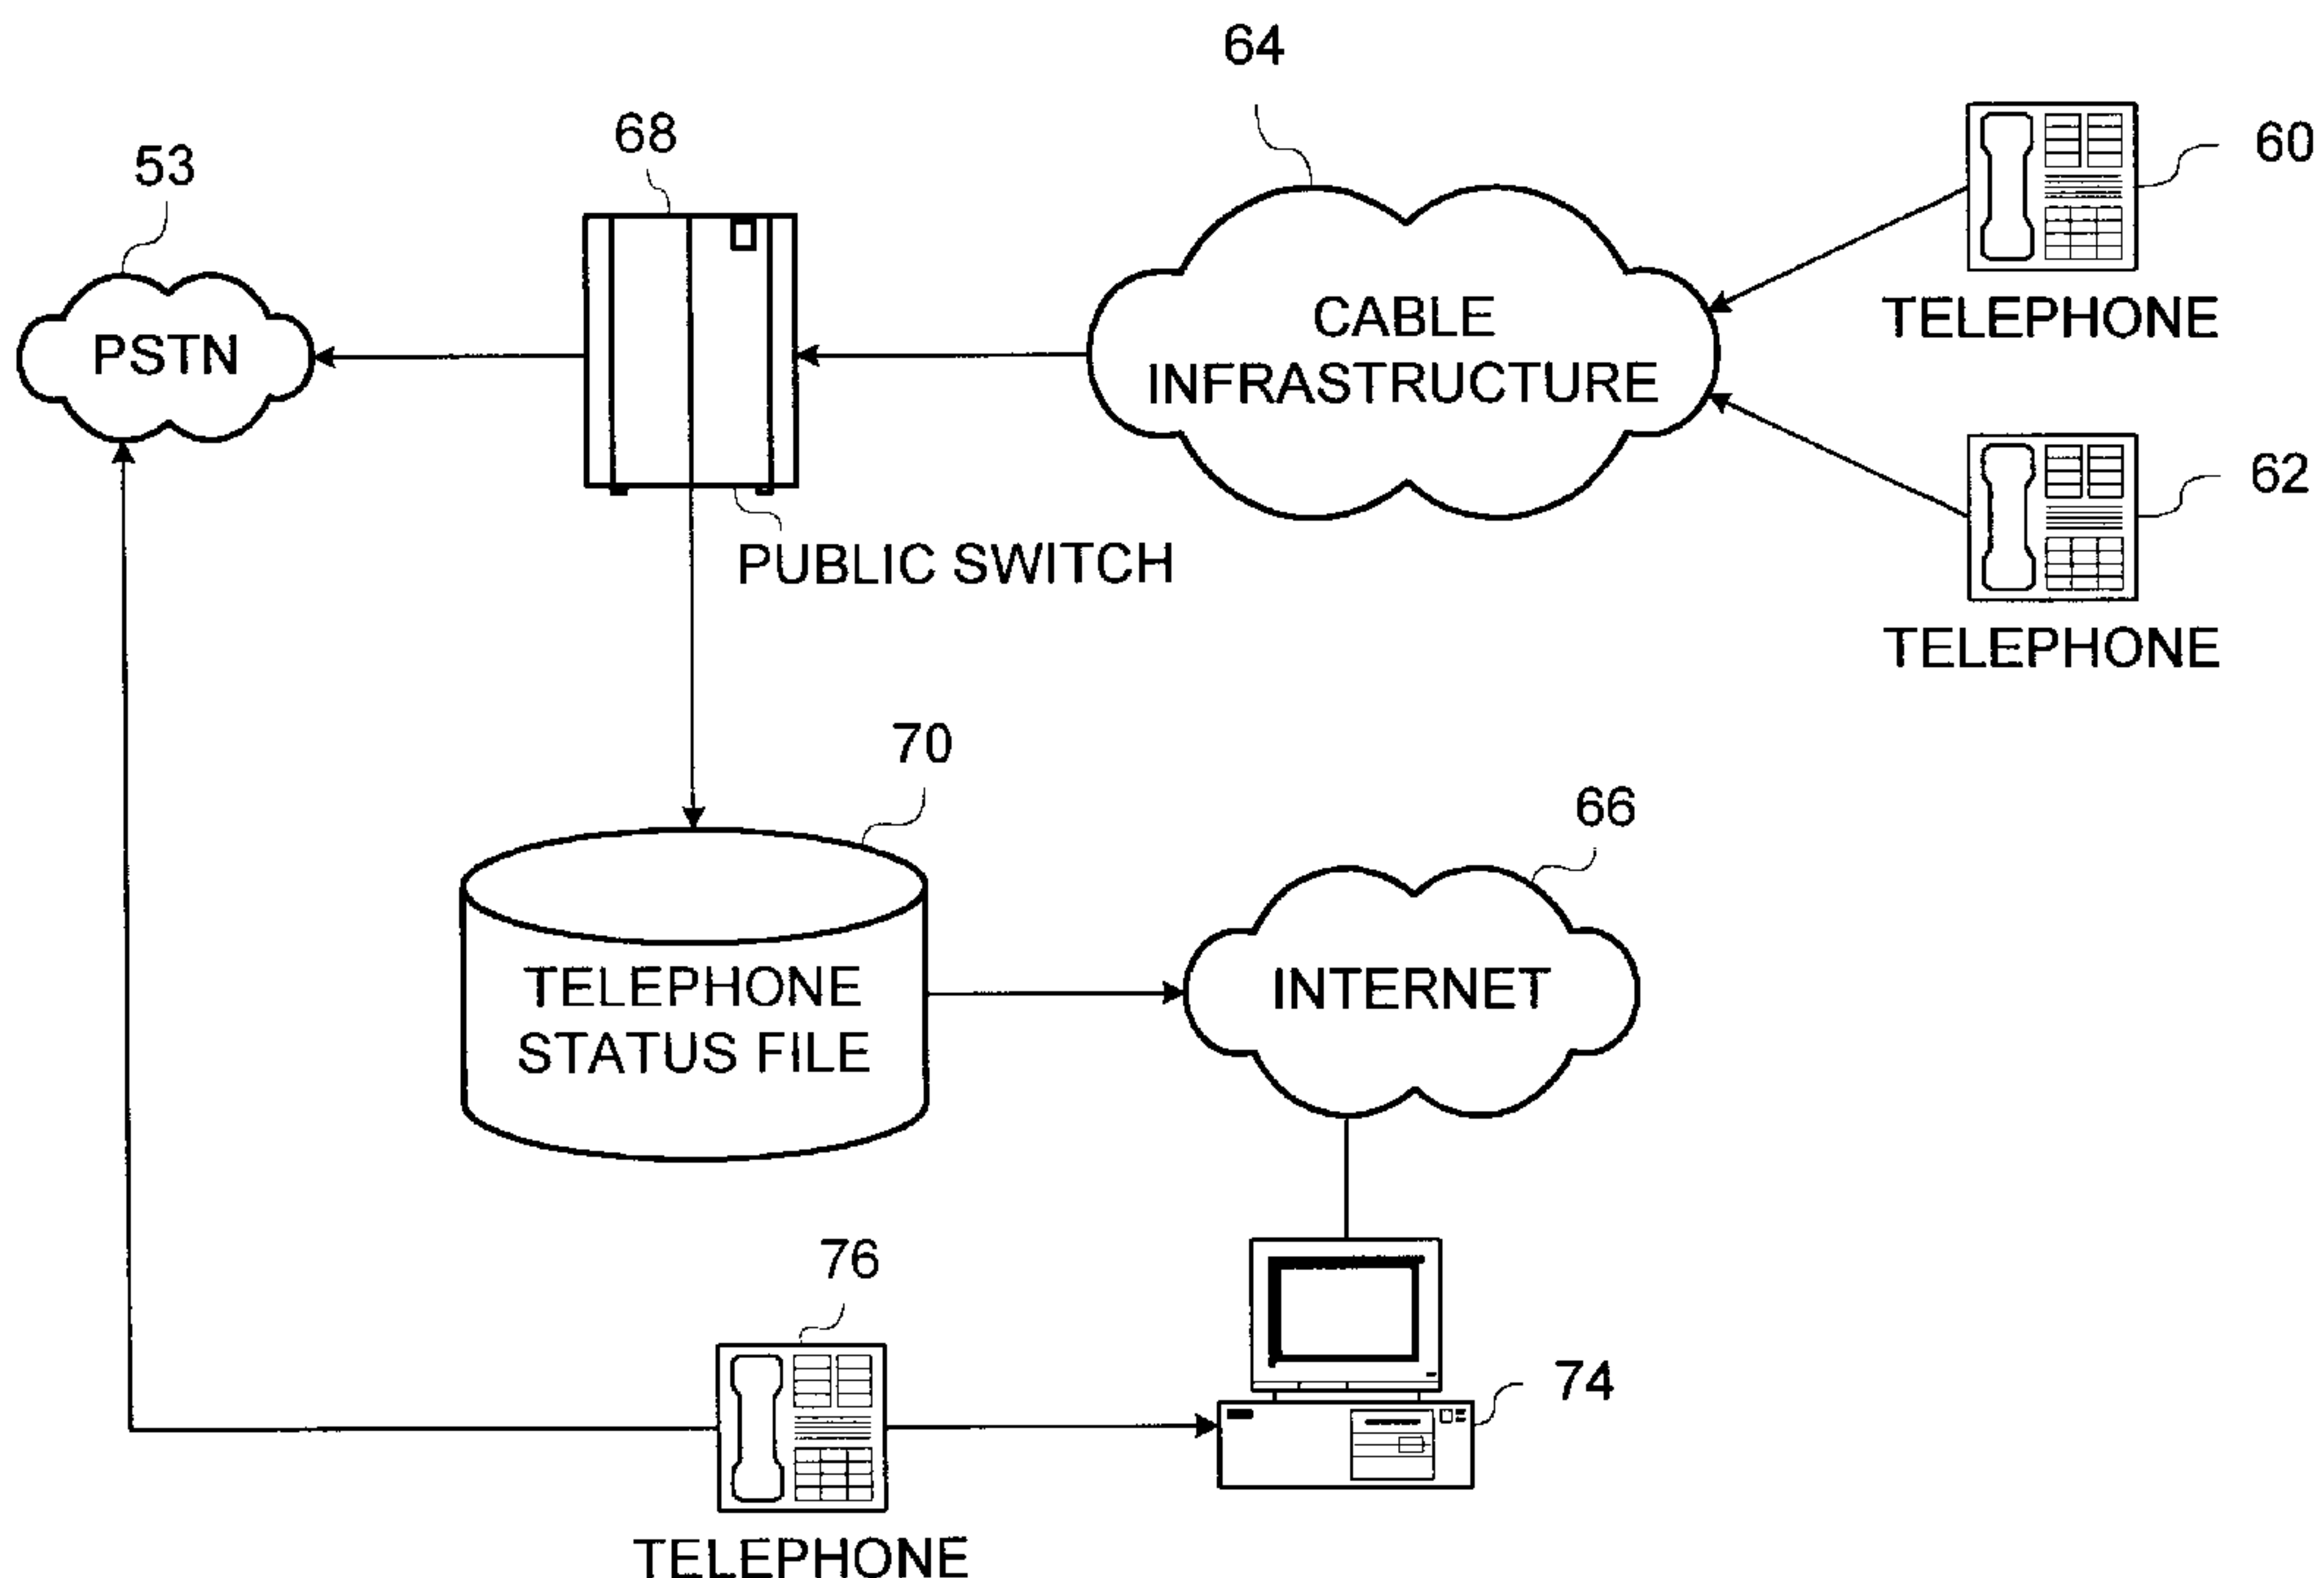 64
68
60
53
CABLE
INFRASTRUCTURE
TELEPHONE
PSTN
62
PUBLIC SWITCH
TELEPHONE
70
66
TELEPHONE
STATUS FILE
INTERNET
76
74
TELEPHONE